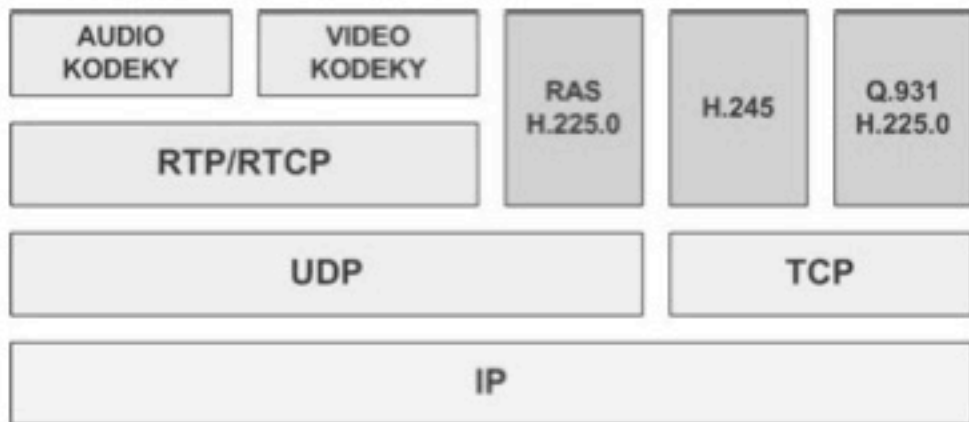 AUDIO
KODEKY
VIDEO
KODEKY
RAS
H.225.0
H.245
Q.931
H.225.0
RTP/RTCP
UDP
TCP
IP